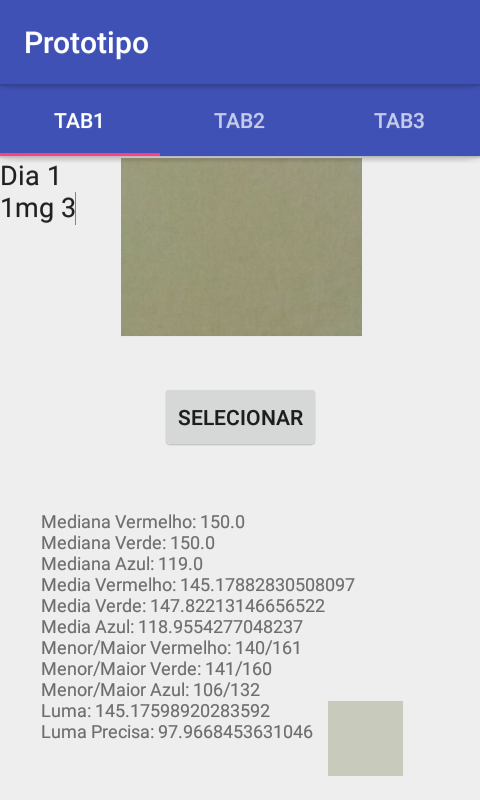 Prototipo
TAB1 TAB2 TAB3
Dia 1
1mg 3
SELECIONAR
Mediana Vermelho: 150.0
Mediana Verde: 150.0
Mediana Azul: 119.0
Media Vermelho: 145.17882830508097
Media Verde: 147.82213146656522
Media Azul: 118.9554277048237
Menor/Maior Vermelho: 140/161
Menor/Maior Verde: 141/160
Menor/Maior Azul: 106/132
Luma: 145.17598920283592
Luma Precisa: 97.9668453631046